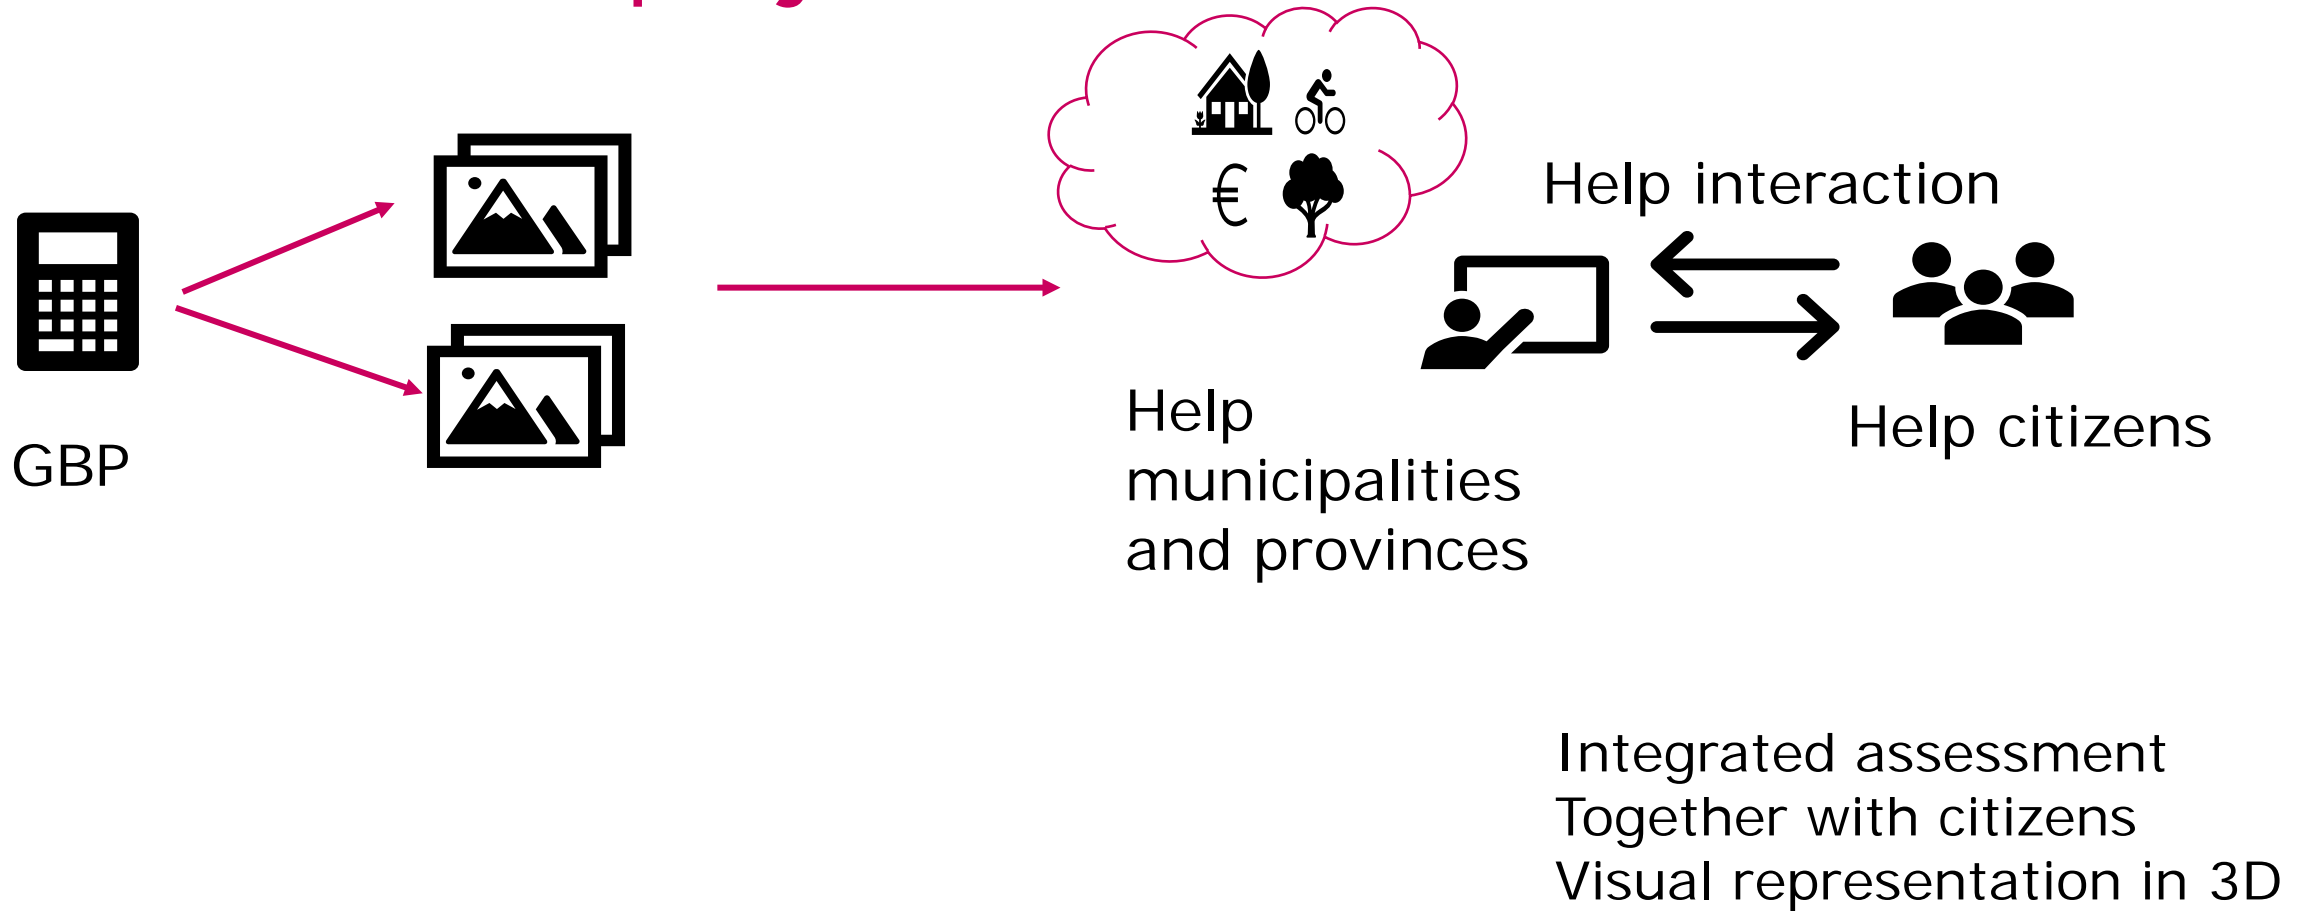 GBP
€
Help interaction
Help
municipalities
and provinces
Help citizens
Integrated assessment
Together with citizens
Visual representation in 3D